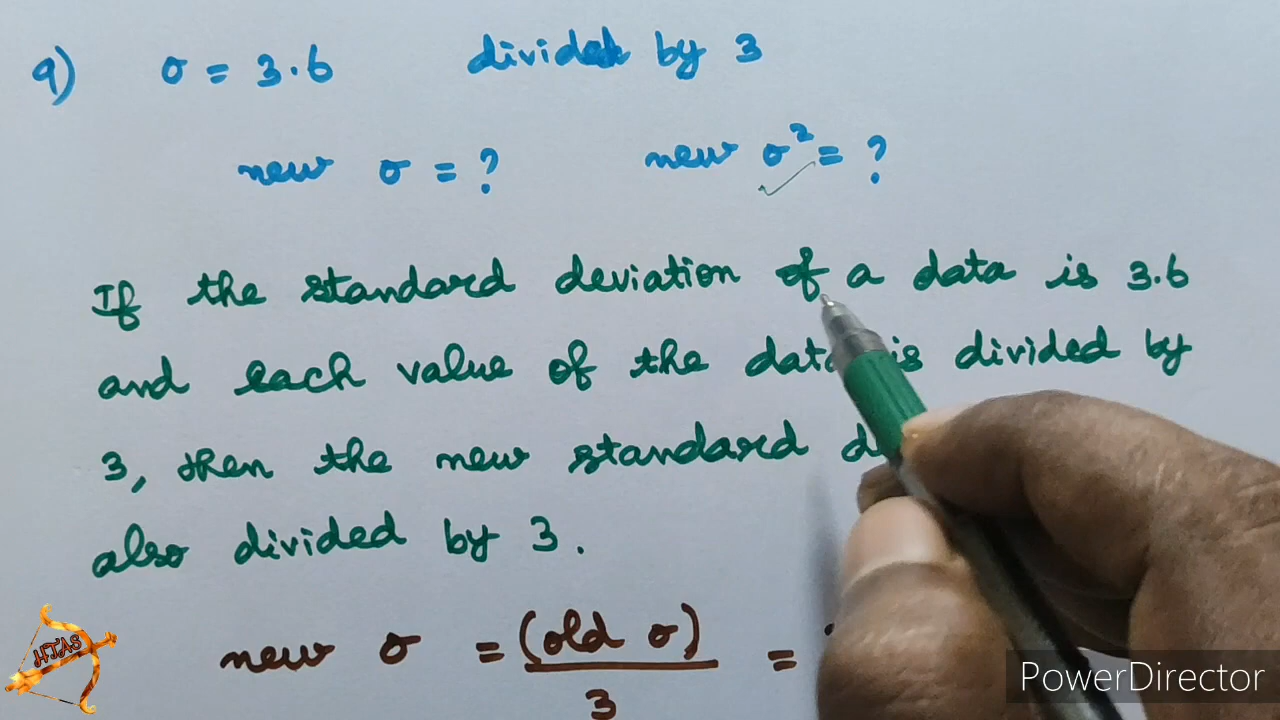 9) σ = 3.6 divided by 3
new σ = ? new σ² = ?
If the standard deviation of a data is 3.6
and each value of the data is divided by
3, then the new standard
also divided by 3.
new σ = (old σ) / 3 =
HTAS
PowerDirector